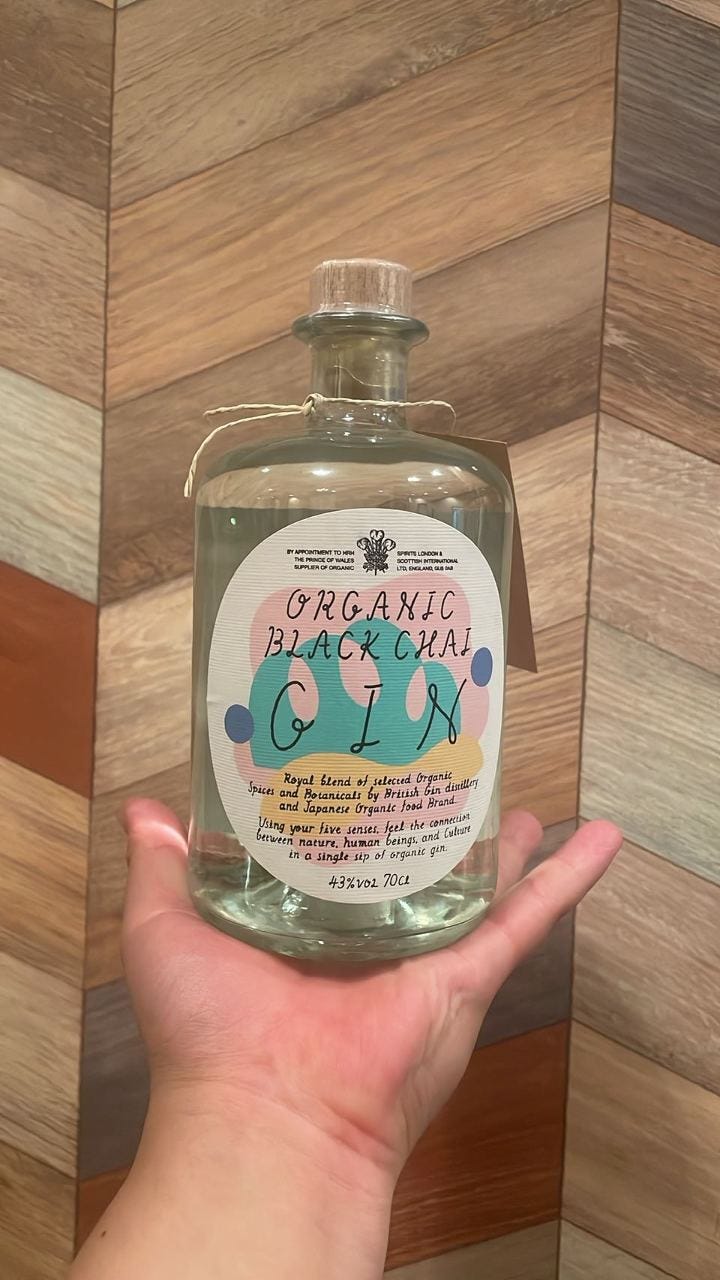 BY APPOINTMENT TO HRH
THE PRINCE OF WALES
SUPPLIER OF ORGANIC
SPIRITS LONDON &
SCOTTISH INTERNATIONAL
LTD, ENGLAND, GU8
ORGANIC
BLACK CHAI
GIN
Royal blend of selected Organic
Spices and Botanicals by British Gin distillery
and Japanese Organic food Brand.
Using your five senses, feel the connection
between nature, human beings, and Culture
in a single sip of organic gin.
43%vol 70cl